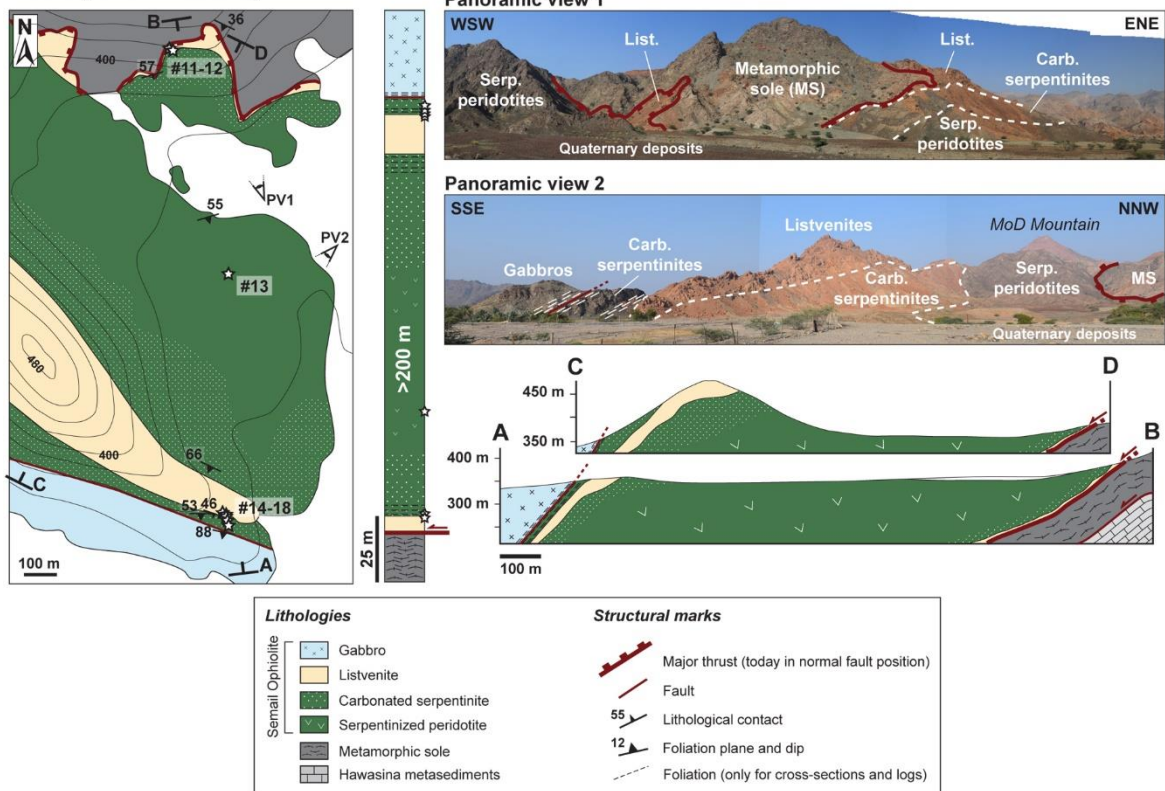 N
B
36
D
400
57
#11-12
PV1
55
PV2
#13
480
400
66
C
53
46
#14-18
88
A
100 m
>200 m
25 m
Panoramic view 1
WSW
ENE
List.
List.
Serp.
peridotites
Metamorphic
sole (MS)
Carb.
serpentinites
Serp.
peridotites
Quaternary deposits
Panoramic view 2
SSE
NNW
Listvenites
MoD Mountain
Carb.
serpentinites
Gabbros
Carb.
serpentinites
Serp.
peridotites
MS
Quaternary deposits
C
D
450 m
350 m
A
B
400 m
300 m
100 m
Lithologies
Semail Ophiolite
Gabbro
Listvenite
Carbonated serpentinite
Serpentinized peridotite
Metamorphic sole
Hawasina metasediments
Structural marks
Major thrust (today in normal fault position)
Fault
55
Lithological contact
12
Foliation plane and dip
Foliation (only for cross-sections and logs)